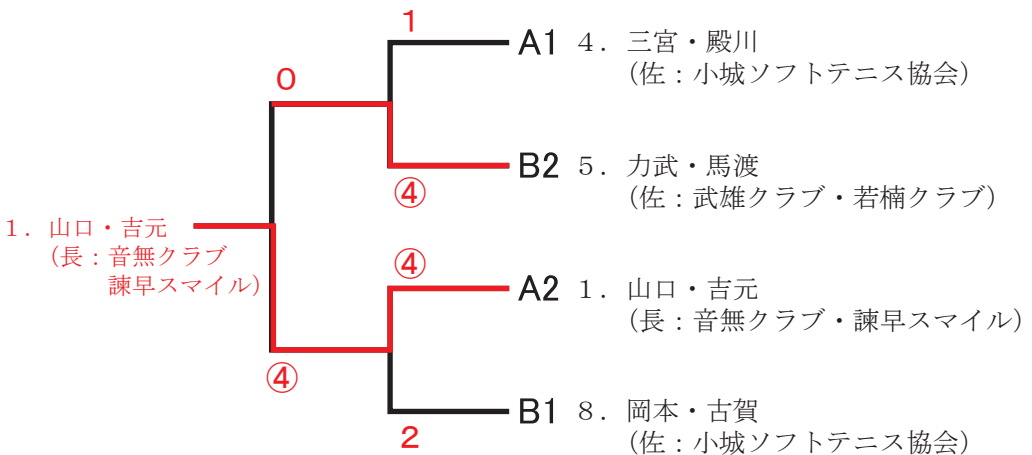 1
A1 4. 三宮・殿川
(佐：小城ソフトテニス協会)
0
B2 5. 力武・馬渡
(佐：武雄クラブ・若楠クラブ)
④
1. 山口・吉元
(長：音無クラブ
諫早スマイル)
④
A2 1. 山口・吉元
(長：音無クラブ・諫早スマイル)
④
B1 8. 岡本・古賀
(佐：小城ソフトテニス協会)
2